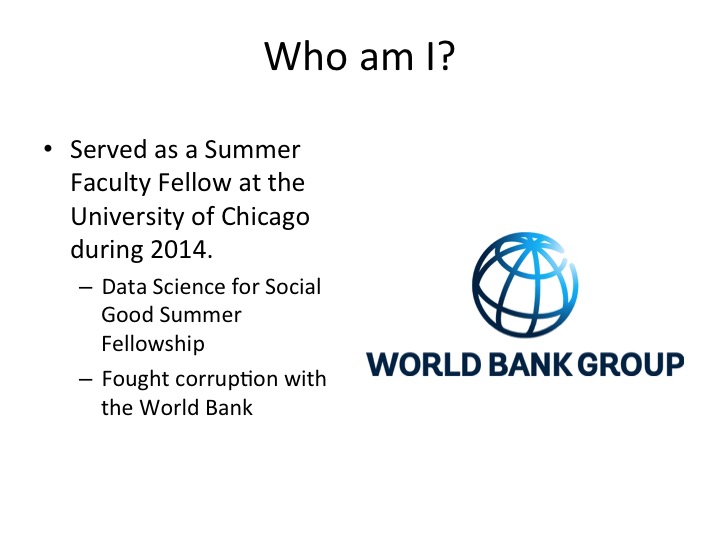 Who am I?
• Served as a Summer
Faculty Fellow at the
University of Chicago
during 2014.
– Data Science for Social
Good Summer
Fellowship
– Fought corruption with
the World Bank
WORLD BANK GROUP